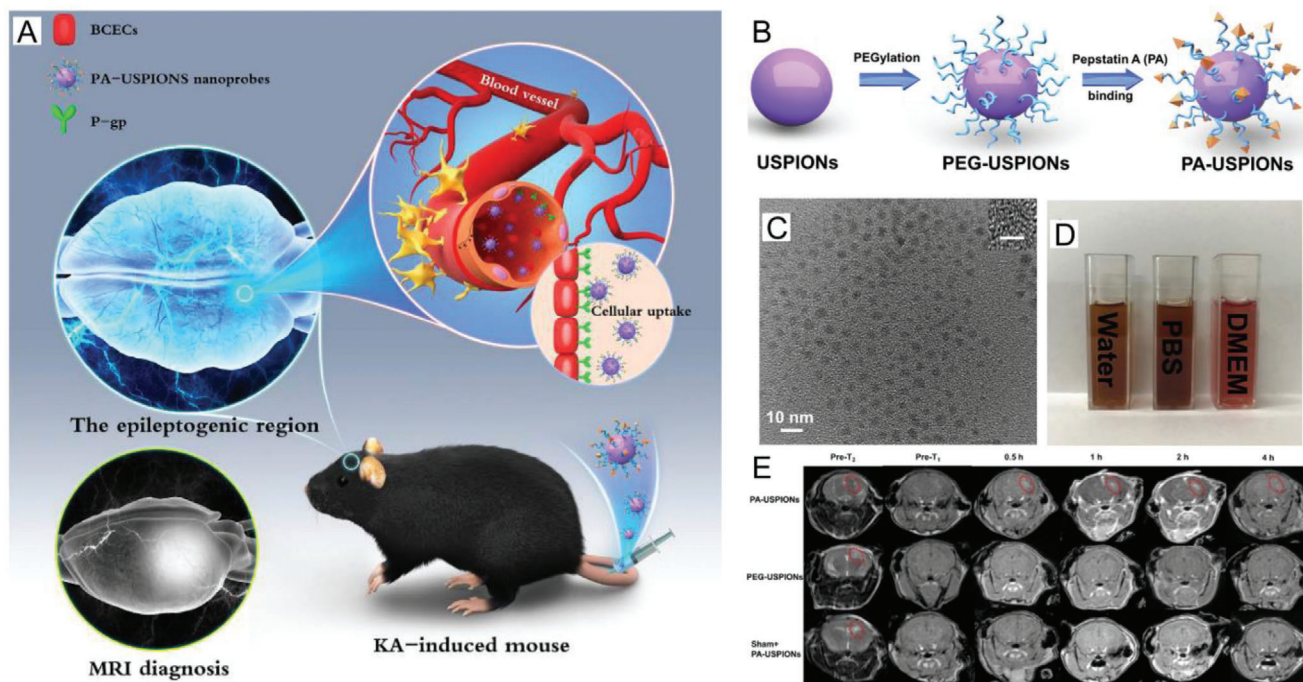 A
BCECs
PA-USPIONS nanoprobes
P-gp
Blood vessel
Cellular uptake
The epileptogenic region
MRI diagnosis
KA-induced mouse
B
PEGylation
Pepstatin A (PA)
binding
USPIONs
PEG-USPIONs
PA-USPIONs
C
10 nm
D
Water
PBS
DMEM
E
Pre-T₂
Pre-T₁
0.5 h
1 h
2 h
4 h
PA-USPIONs
PEG-USPIONs
Sham+
PA-USPIONs